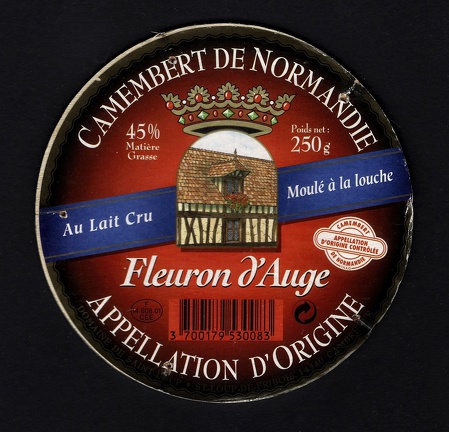 CAMEMBERT DE NORMANDIE
45%
Matière
Grasse
Poids net :
250g
Au Lait Cru
Moulé à la louche
CAMEMBERT
APPELLATION
D'ORIGINE CONTRÔLÉE
DE NORMANDIE
Fleuron d'Auge
F
CEE
3 700179 530083
APPELLATION D'ORIGINE